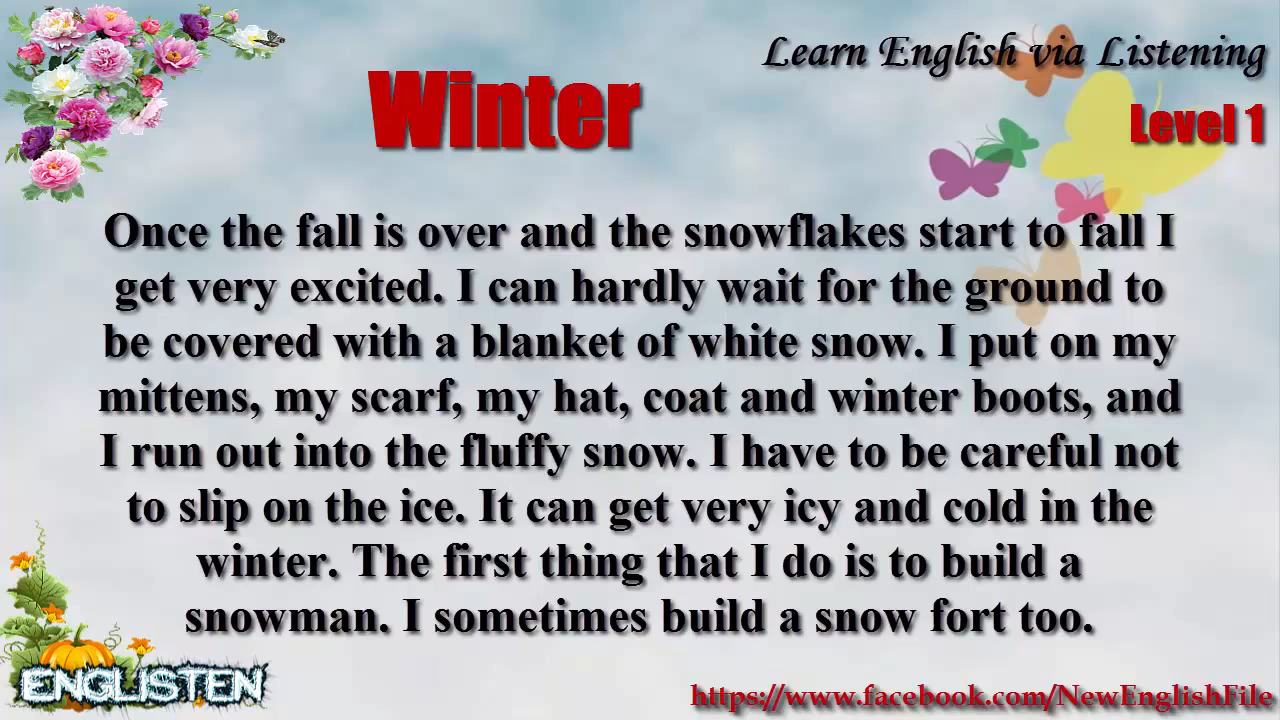 Learn English via Listening
Winter
Level 1
Once the fall is over and the snowflakes start to fall I
get very excited. I can hardly wait for the ground to
be covered with a blanket of white snow. I put on my
mittens, my scarf, my hat, coat and winter boots, and
I run out into the fluffy snow. I have to be careful not
to slip on the ice. It can get very icy and cold in the
winter. The first thing that I do is to build a
snowman. I sometimes build a snow fort too.
ENGLISTEN
https://www.facebook.com/NewEnglishFile